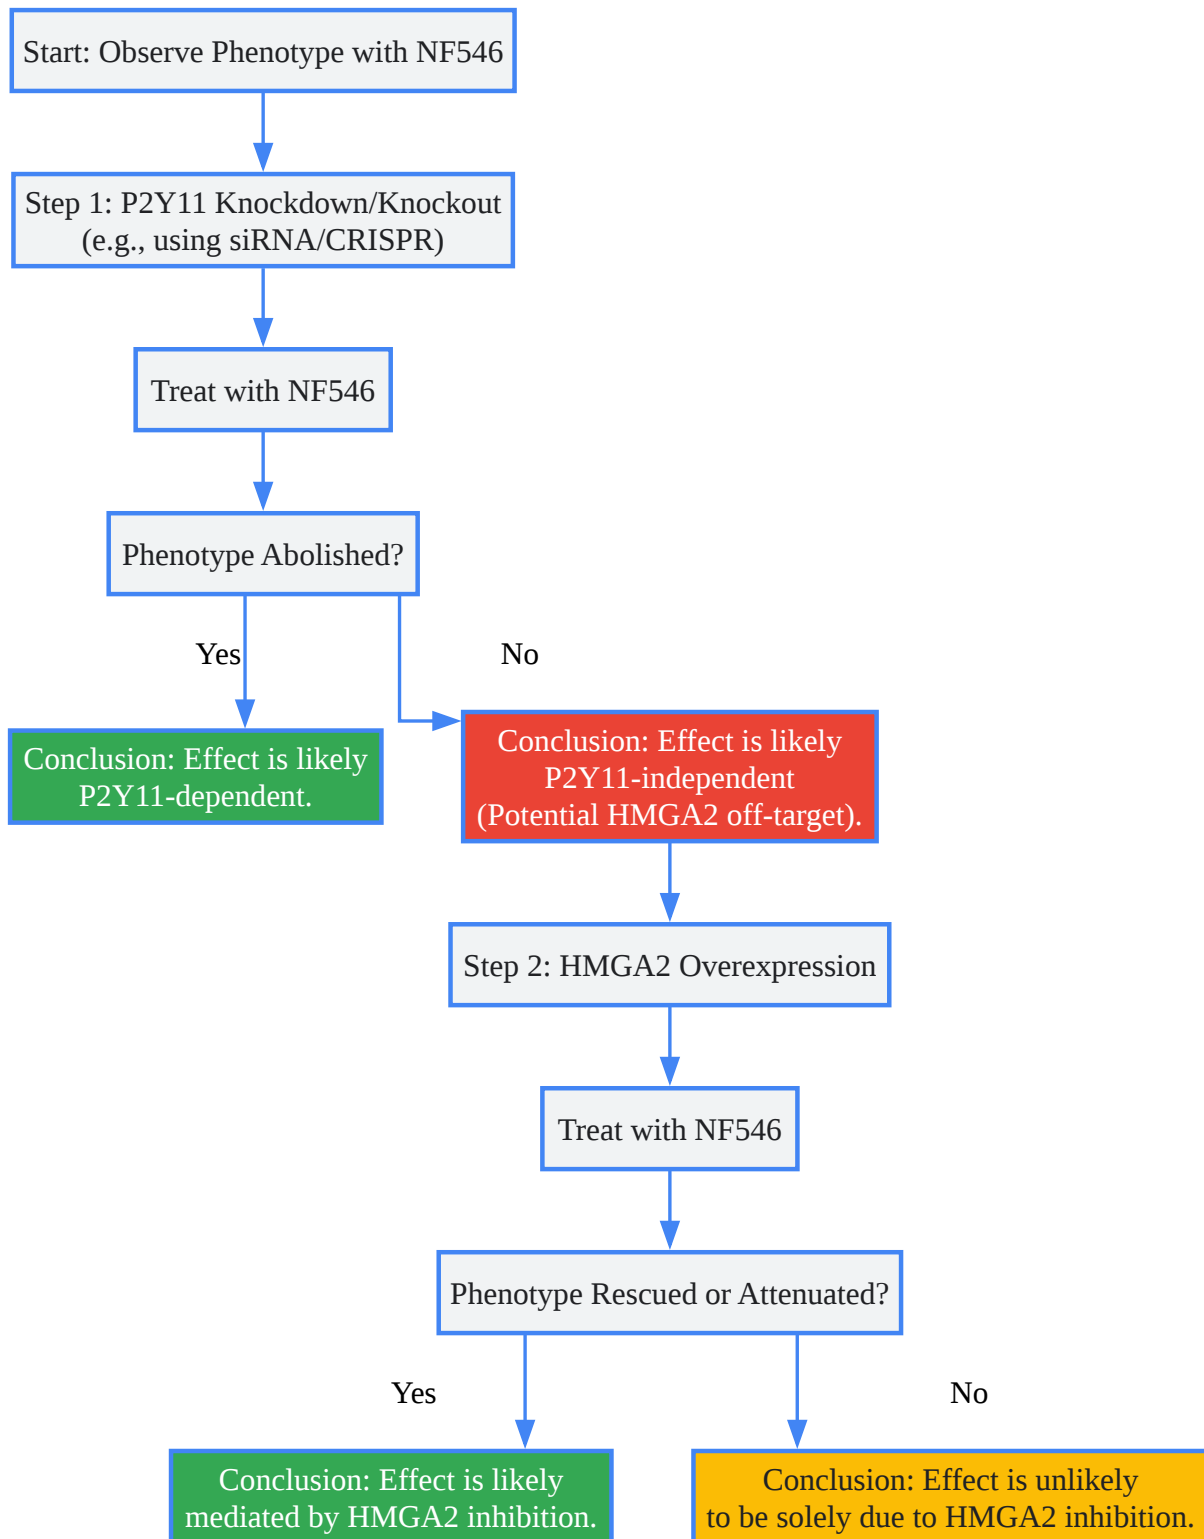 Start: Observe Phenotype with NF546
Step 1: P2Y11 Knockdown/Knockout
(e.g., using siRNA/CRISPR)
Treat with NF546
Phenotype Abolished?
Yes
No
Conclusion: Effect is likely
P2Y11-dependent.
Conclusion: Effect is likely
P2Y11-independent
(Potential HMGA2 off-target).
Step 2: HMGA2 Overexpression
Treat with NF546
Phenotype Rescued or Attenuated?
Yes
No
Conclusion: Effect is likely
mediated by HMGA2 inhibition.
Conclusion: Effect is unlikely
to be solely due to HMGA2 inhibition.